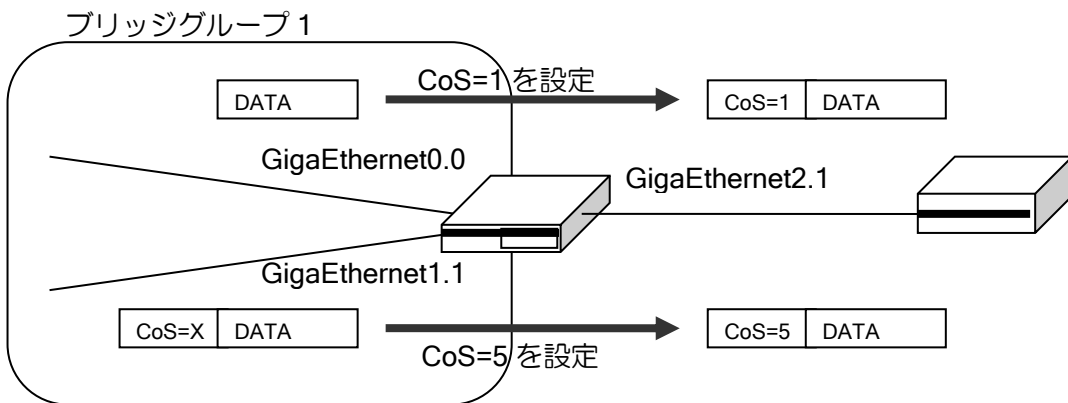 ブリッジグループ 1
DATA
CoS=1 を設定
CoS=1 DATA
GigaEthernet0.0
GigaEthernet2.1
GigaEthernet1.1
CoS=X DATA
CoS=5 を設定
CoS=5 DATA